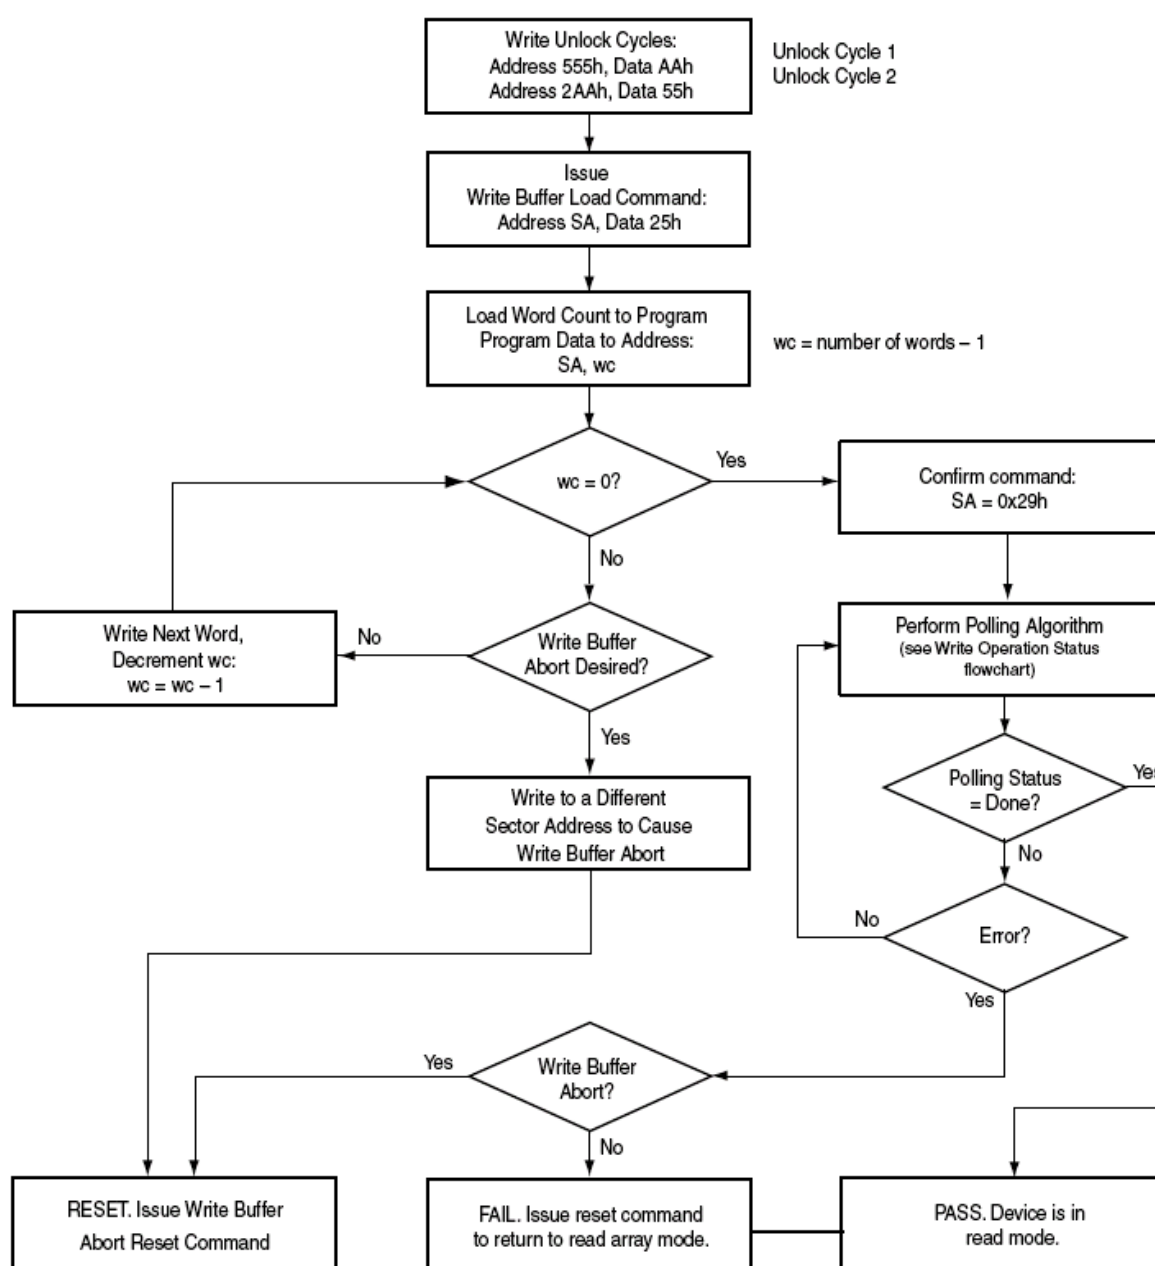 Write Unlock Cycles:
Address 555h, Data AAh
Address 2AAh, Data 55h
Unlock Cycle 1
Unlock Cycle 2
Issue
Write Buffer Load Command:
Address SA, Data 25h
Load Word Count to Program
Program Data to Address:
SA, wc
wc = number of words – 1
wc = 0?
Yes
Confirm command:
SA = 0x29h
No
Write Next Word,
Decrement wc:
wc = wc – 1
No
Write Buffer
Abort Desired?
Perform Polling Algorithm
(see Write Operation Status
flowchart)
Yes
Polling Status
= Done?
Yes
Write to a Different
Sector Address to Cause
Write Buffer Abort
No
No
Error?
Yes
Yes
Write Buffer
Abort?
No
RESET. Issue Write Buffer
Abort Reset Command
FAIL. Issue reset command
to return to read array mode.
PASS. Device is in
read mode.